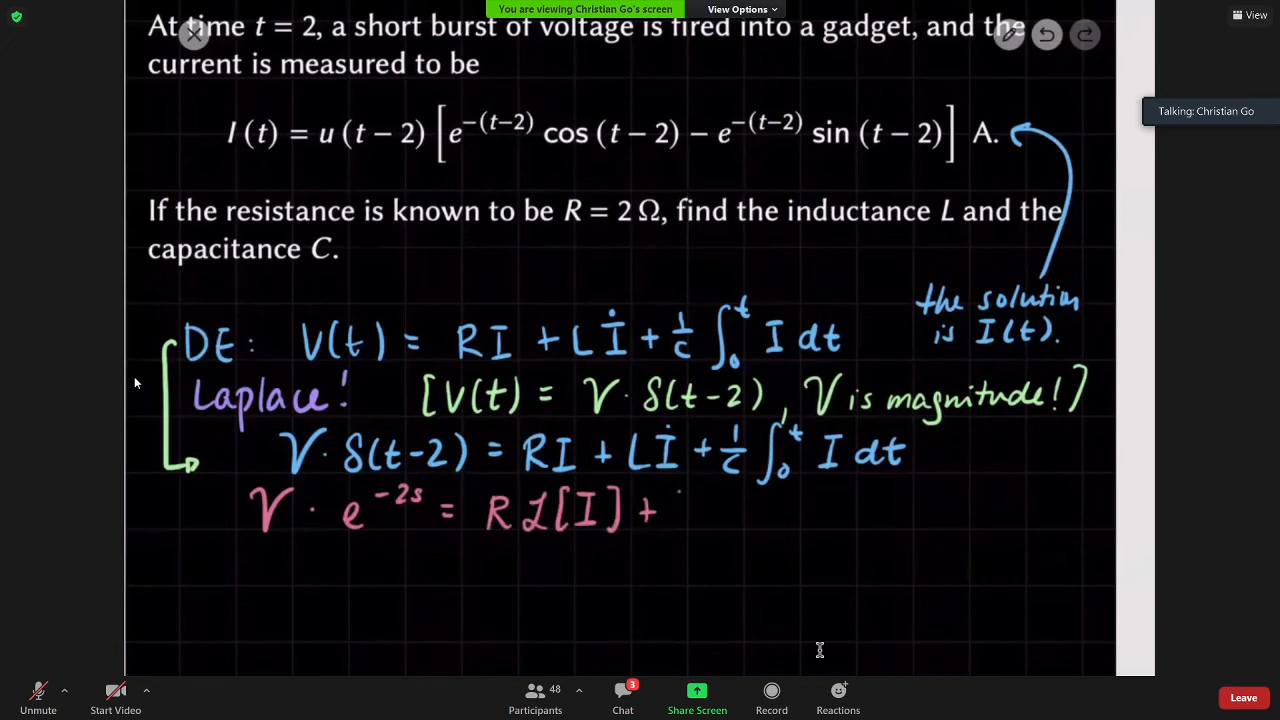 You are viewing Christian Go's screen
View Options
View
At time t = 2, a short burst of voltage is fired into a gadget, and the
current is measured to be
I (t) = u (t − 2) [e^{−(t−2)} cos (t − 2) − e^{−(t−2)} sin (t − 2)] A.
Talking: Christian Go
If the resistance is known to be R = 2 Ω, find the inductance L and the
capacitance C.
the solution
is I(t).
DE: V(t) = RI + Lİ + 1/C ∫_0^t I dt
Laplace! [V(t) = V · δ(t-2), V is magnitude!]
V · δ(t-2) = RI + Lİ + 1/C ∫_0^t I dt
V · e^{-2s} = R ℒ[I] +
Unmute
Start Video
48
Participants
3
Chat
Share Screen
Record
Reactions
Leave